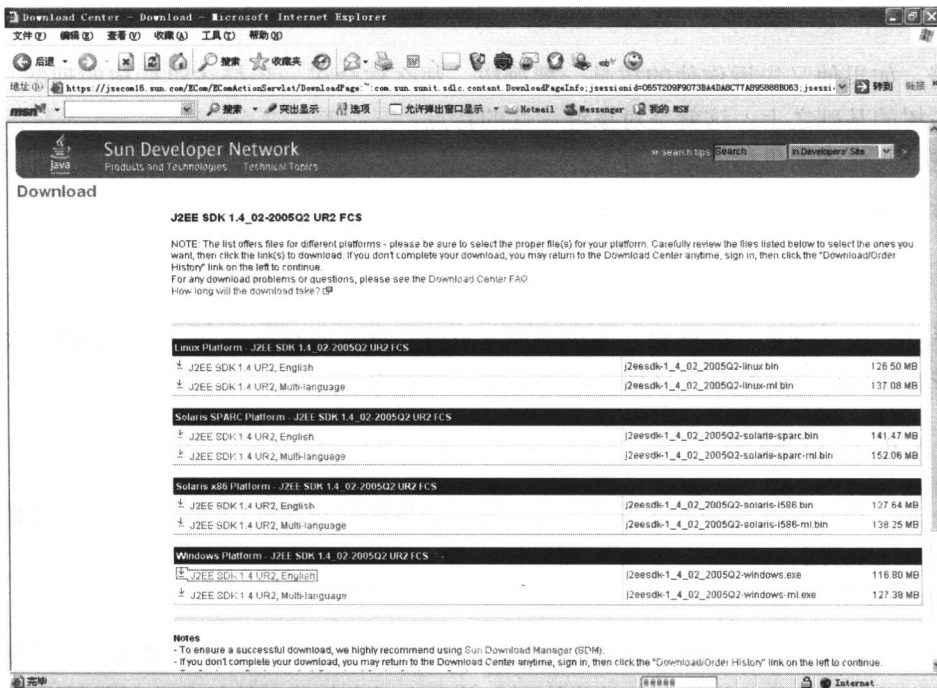 Download Center - Download - Microsoft Internet Explorer
文件(F) 编辑(E) 查看(V) 收藏(A) 工具(T) 帮助(H)
后退 搜索 收藏夹
地址(D) https://jsecom16.sun.com/ECom/EComActionServlet/DownloadPage:~:com.sun.sunit.sdlc.content.DownloadPageInfo;jsessionid=0657209F9073BA4DA8C77AB95888B063;jsessi 转到 链接 »
msn 搜索 突出显示 选项 允许弹出窗口显示 Hotmail Messenger 我的 MSN
Java
Sun Developer Network
» search tips Search in Developers' Site
Products and Technologies Technical Topics
Download
J2EE SDK 1.4_02-2005Q2 UR2 FCS
NOTE: The list offers files for different platforms - please be sure to select the proper file(s) for your platform. Carefully review the files listed below to select the ones you
want, then click the link(s) to download. If you don't complete your download, you may return to the Download Center anytime, sign in, then click the "Download/Order
History" link on the left to continue.
For any download problems or questions, please see the Download Center FAQ
How long will the download take?
Linux Platform - J2EE SDK 1.4_02-2005Q2 UR2 FCS
J2EE SDK 1.4 UR2, English j2eesdk-1_4_02_2005Q2-linux.bin 126.50 MB
J2EE SDK 1.4 UR2, Multi-language j2eesdk-1_4_02_2005Q2-linux-ml.bin 137.08 MB
Solaris SPARC Platform - J2EE SDK 1.4_02-2005Q2 UR2 FCS
J2EE SDK 1.4 UR2, English j2eesdk-1_4_02_2005Q2-solaris-sparc.bin 141.47 MB
J2EE SDK 1.4 UR2, Multi-language j2eesdk-1_4_02_2005Q2-solaris-sparc-ml.bin 152.06 MB
Solaris x86 Platform - J2EE SDK 1.4_02-2005Q2 UR2 FCS
J2EE SDK 1.4 UR2, English j2eesdk-1_4_02_2005Q2-solaris-i586.bin 127.64 MB
J2EE SDK 1.4 UR2, Multi-language j2eesdk-1_4_02_2005Q2-solaris-i586-ml.bin 138.25 MB
Windows Platform - J2EE SDK 1.4_02-2005Q2 UR2 FCS
J2EE SDK 1.4 UR2, English j2eesdk-1_4_02_2005Q2-windows.exe 116.80 MB
J2EE SDK 1.4 UR2, Multi-language j2eesdk-1_4_02_2005Q2-windows-ml.exe 127.38 MB
Notes
- To ensure a successful download, we highly recommend using Sun Download Manager (SDM).
- If you don't complete your download, you may return to the Download Center anytime, sign in, then click the "Download/Order History" link on the left to continue.
完毕 Internet